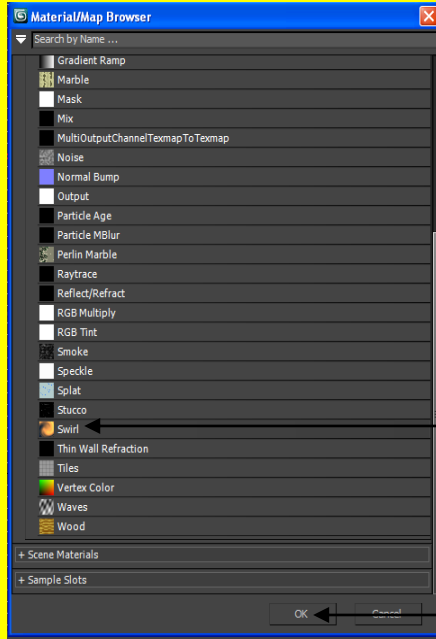 Material/Map Browser
Search by Name ...
Gradient Ramp
Marble
Mask
Mix
MultiOutputChannelTexmapToTexmap
Noise
Normal Bump
Output
Particle Age
Particle MBlur
Perlin Marble
Raytrace
Reflect/Refract
RGB Multiply
RGB Tint
Smoke
Speckle
Splat
Stucco
Swirl
Thin Wall Refraction
Tiles
Vertex Color
Waves
Wood
+ Scene Materials
+ Sample Slots
OK Cancel